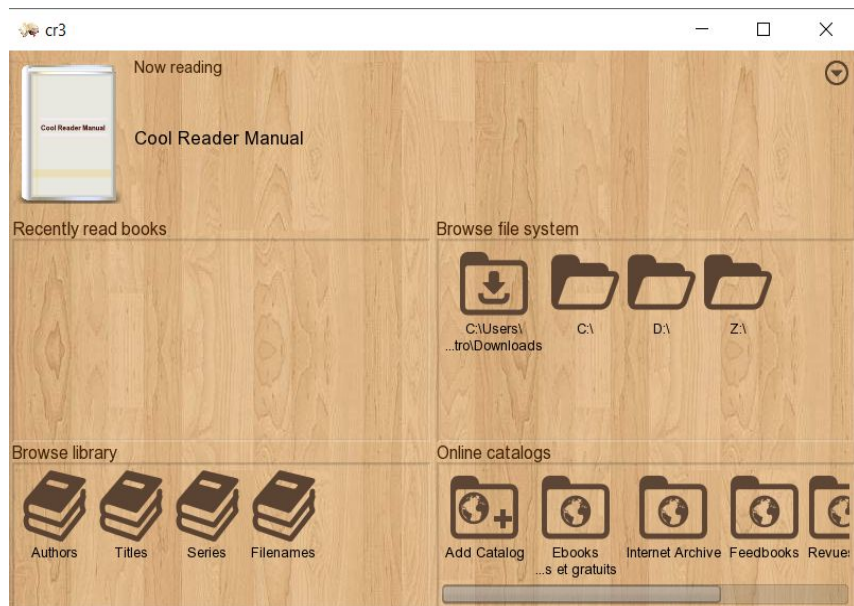 cr3
Now reading
Cool Reader Manual
Cool Reader Manual
Recently read books
Browse file system
C:\Users\
...tro\Downloads
C:\
D:\
Z:\
Browse library
Authors
Titles
Series
Filenames
Online catalogs
Add Catalog
Ebooks
...s et gratuits
Internet Archive
Feedbooks
Revue